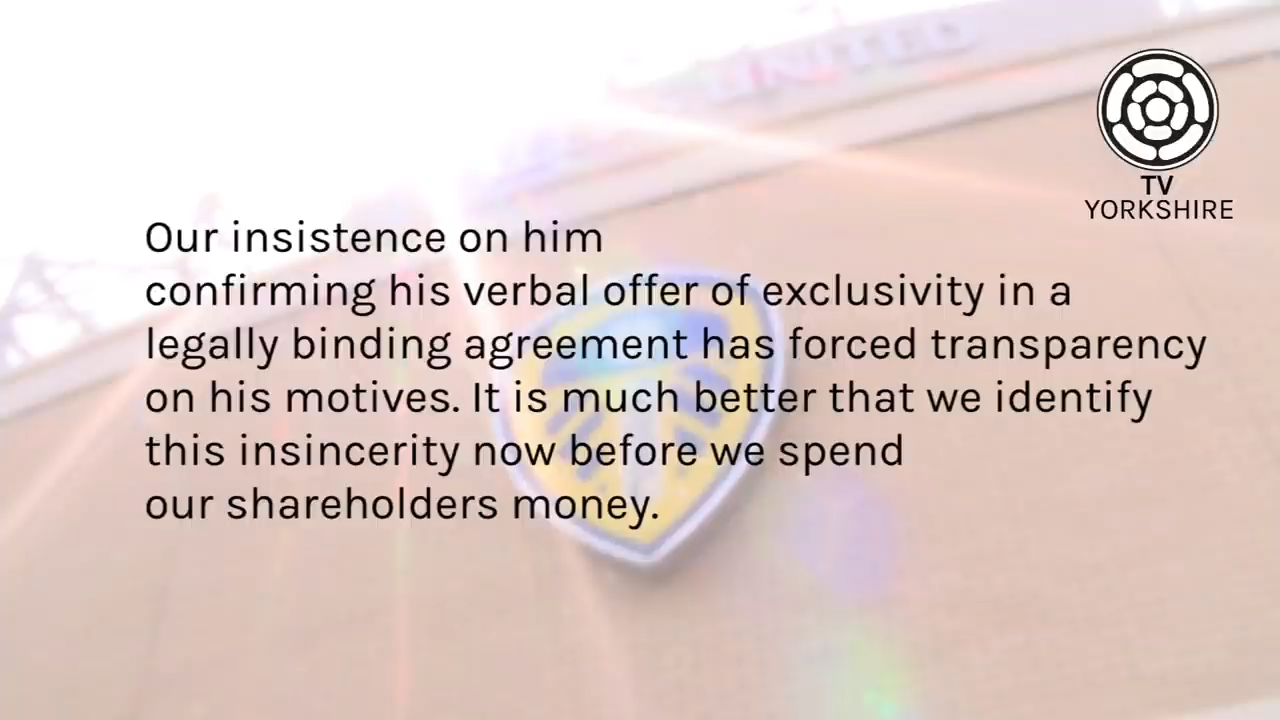 UNITED
TV
YORKSHIRE
Our insistence on him
confirming his verbal offer of exclusivity in a
legally binding agreement has forced transparency
on his motives. It is much better that we identify
this insincerity now before we spend
our shareholders money.